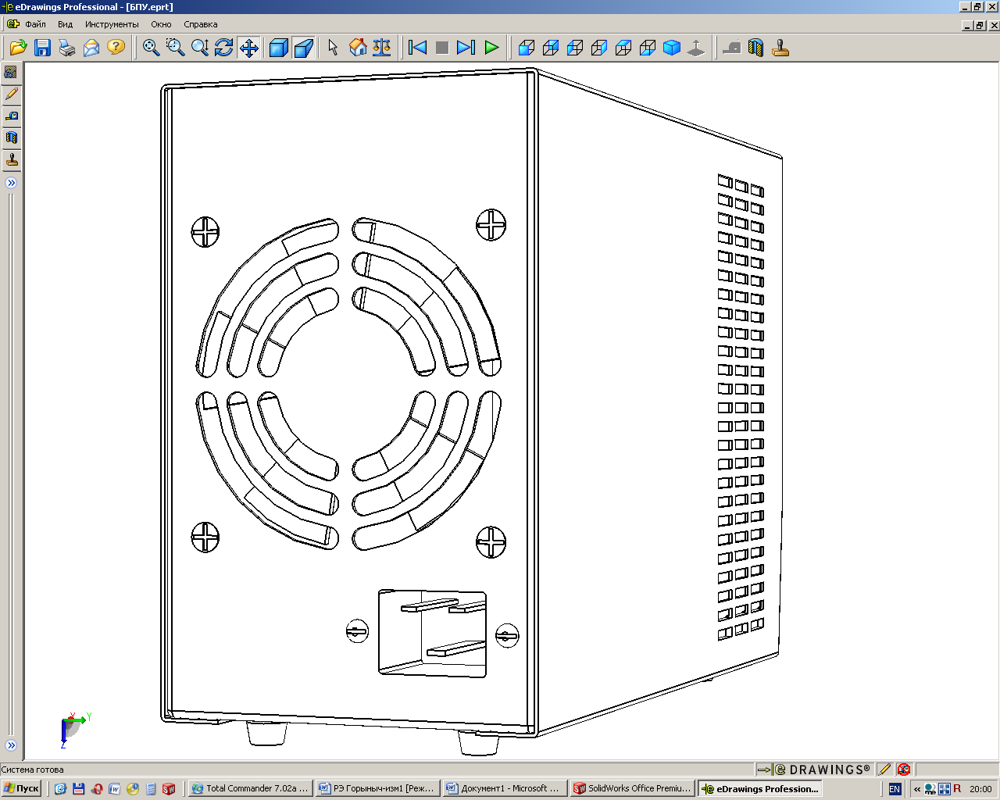 eDrawings Professional - [БПУ.eprt]
Файл Вид Инструменты Окно Справка
X
Y
Z
Система готова
eDRAWINGS®
Пуск
Total Commander 7.02a ...
РЭ Горыныч-изм1 [Реж...
Документ1 - Microsoft ...
SolidWorks Office Premiu...
eDrawings Profession...
EN
R
20:00